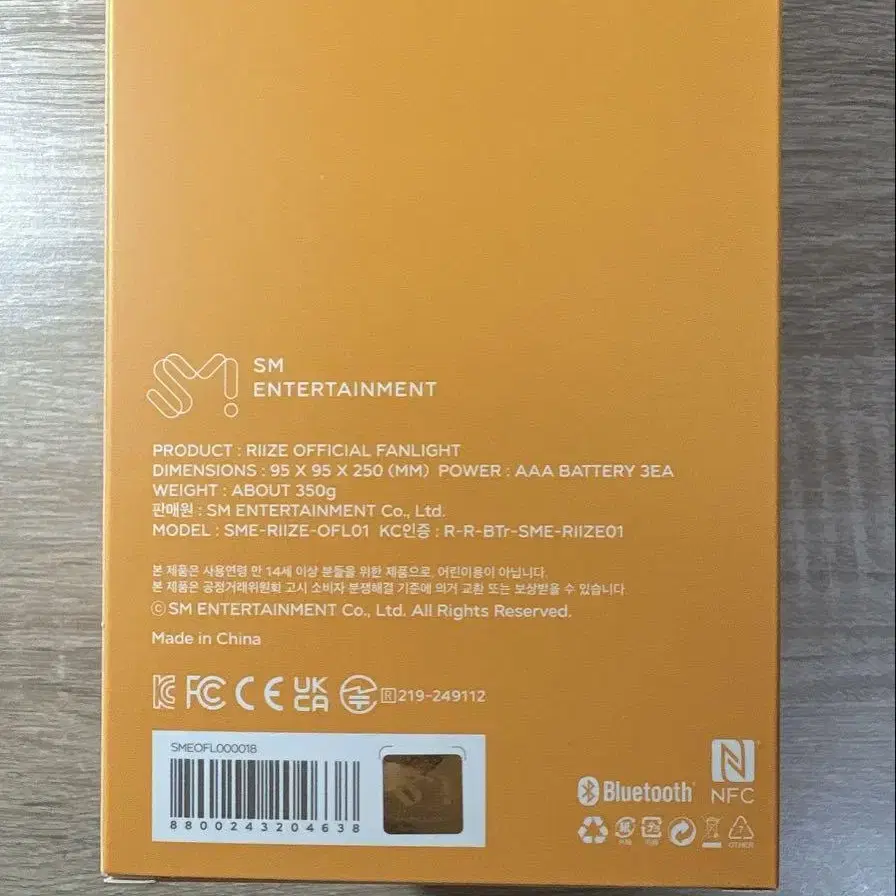 SM
ENTERTAINMENT
PRODUCT : RIIZE OFFICIAL FANLIGHT
DIMENSIONS : 95 X 95 X 250 (MM) POWER : AAA BATTERY 3EA
WEIGHT : ABOUT 350g
판매원 : SM ENTERTAINMENT Co., Ltd.
MODEL : SME-RIIZE-OFL01 KC인증 : R-R-BTr-SME-RIIZE01
본 제품은 사용연령 만 14세 이상 분들을 위한 제품으로, 어린이용이 아닙니다.
본 제품은 공정거래위원회 고시 소비자 분쟁해결 기준에 의거 교환 또는 보상받을 수 있습니다.
ⓒ SM ENTERTAINMENT Co., Ltd. All Rights Reserved.
Made in China
KC FC CE UK CA R 219-249112
SMEOFL000018
8800243204638
Bluetooth®
NFC
7
OTHER